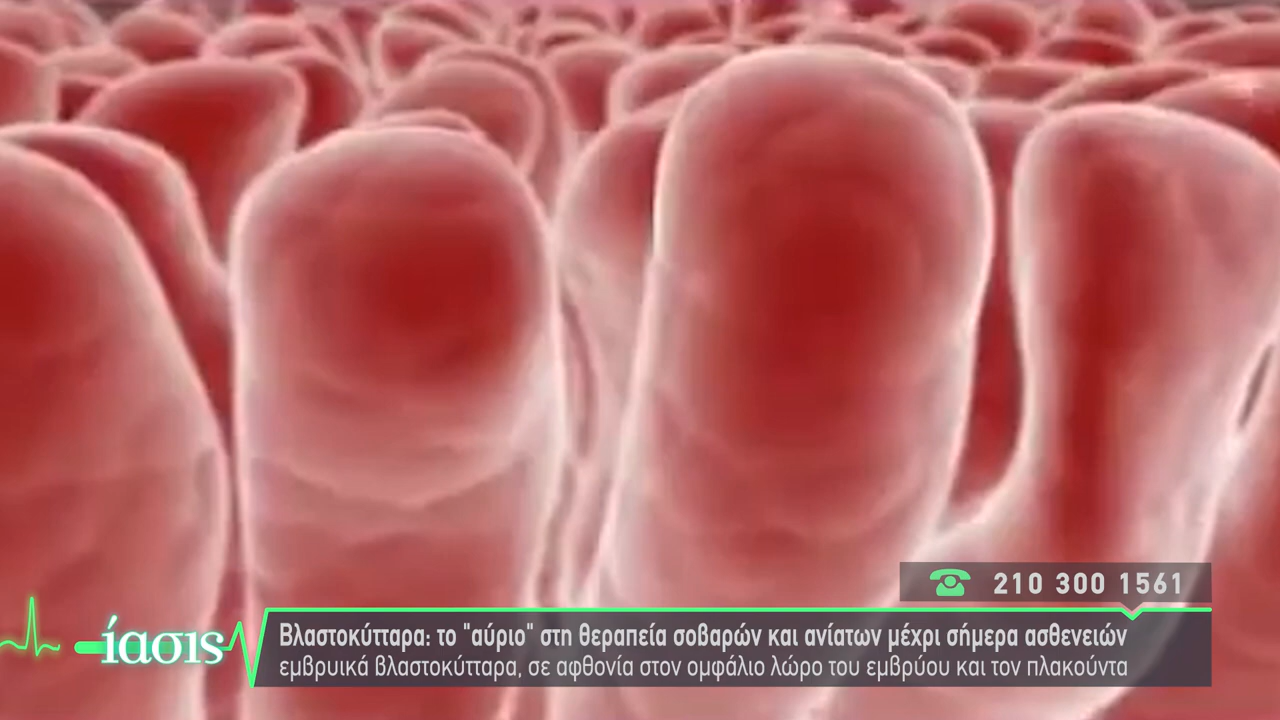 210 300 1561
ίασις
Βλαστοκύτταρα: το "αύριο" στη θεραπεία σοβαρών και ανίατων μέχρι σήμερα ασθενειών
εμβρυικά βλαστοκύτταρα, σε αφθονία στον ομφάλιο λώρο του εμβρύου και τον πλακούντα